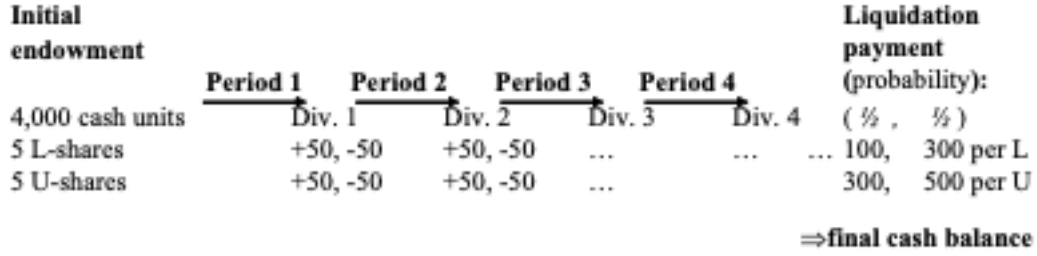 Initial Liquidation
endowment payment
Period 1 Period 2 Period 3 Period 4 (probability):
4,000 cash units Div. 1 Div. 2 Div. 3 Div. 4 ( ½ , ½ )
5 L-shares +50, -50 +50, -50 ... ... ... 100, 300 per L
5 U-shares +50, -50 +50, -50 ... 300, 500 per U
⇒final cash balance